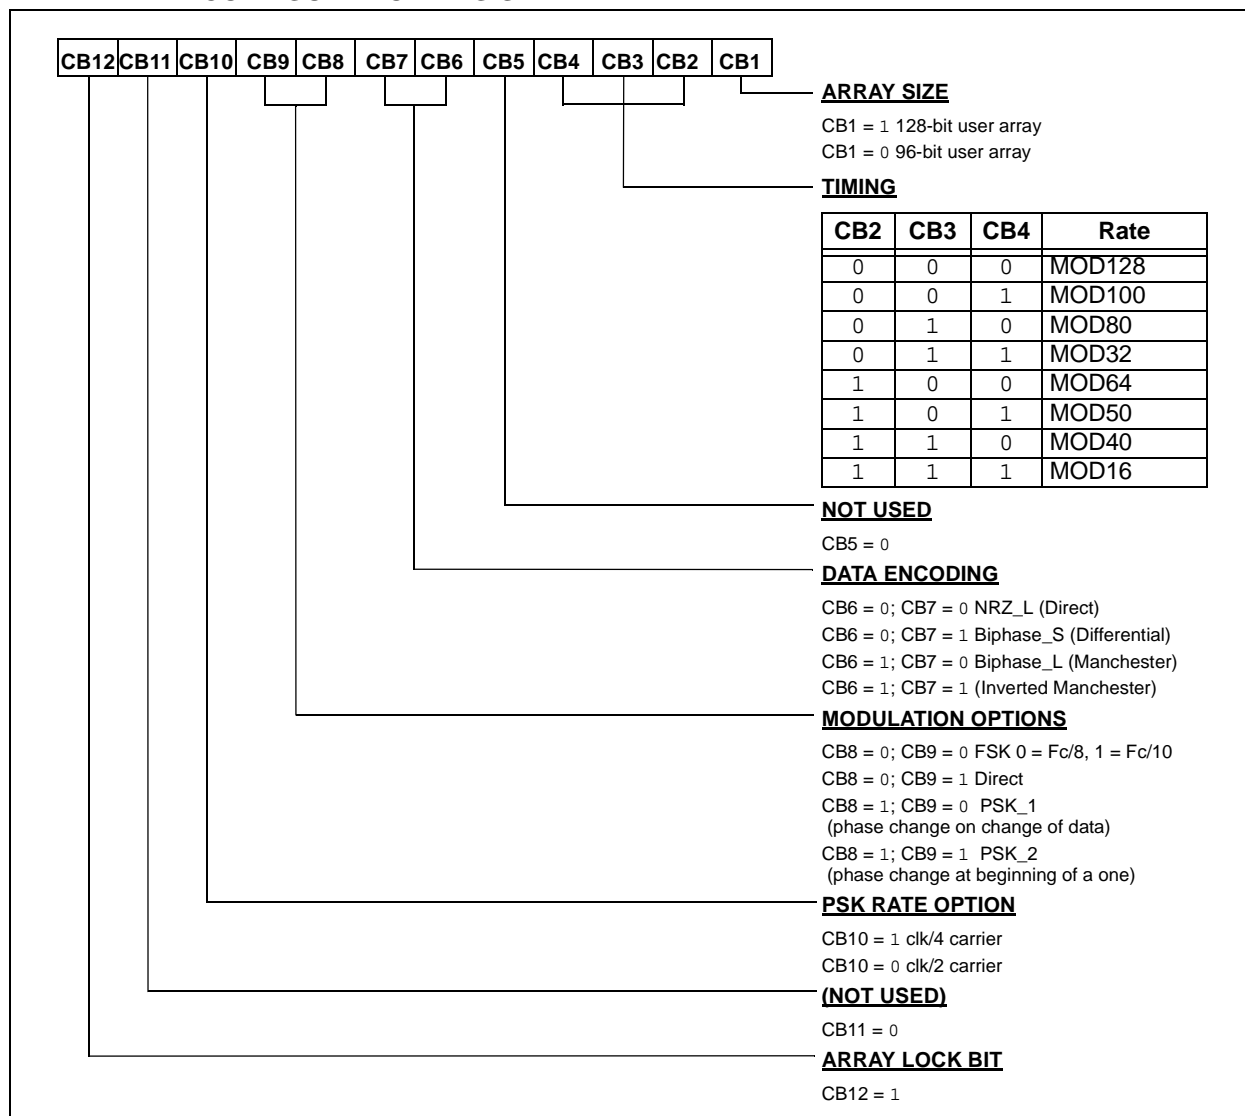 CB12 CB11 CB10 CB9 CB8 CB7 CB6 CB5 CB4 CB3 CB2 CB1
ARRAY SIZE
CB1 = 1 128-bit user array
CB1 = 0 96-bit user array
TIMING
CB2 CB3 CB4 Rate
0 0 0 MOD128
0 0 1 MOD100
0 1 0 MOD80
0 1 1 MOD32
1 0 0 MOD64
1 0 1 MOD50
1 1 0 MOD40
1 1 1 MOD16
NOT USED
CB5 = 0
DATA ENCODING
CB6 = 0; CB7 = 0 NRZ_L (Direct)
CB6 = 0; CB7 = 1 Biphase_S (Differential)
CB6 = 1; CB7 = 0 Biphase_L (Manchester)
CB6 = 1; CB7 = 1 (Inverted Manchester)
MODULATION OPTIONS
CB8 = 0; CB9 = 0 FSK 0 = Fc/8, 1 = Fc/10
CB8 = 0; CB9 = 1 Direct
CB8 = 1; CB9 = 0 PSK_1
(phase change on change of data)
CB8 = 1; CB9 = 1 PSK_2
(phase change at beginning of a one)
PSK RATE OPTION
CB10 = 1 clk/4 carrier
CB10 = 0 clk/2 carrier
(NOT USED)
CB11 = 0
ARRAY LOCK BIT
CB12 = 1